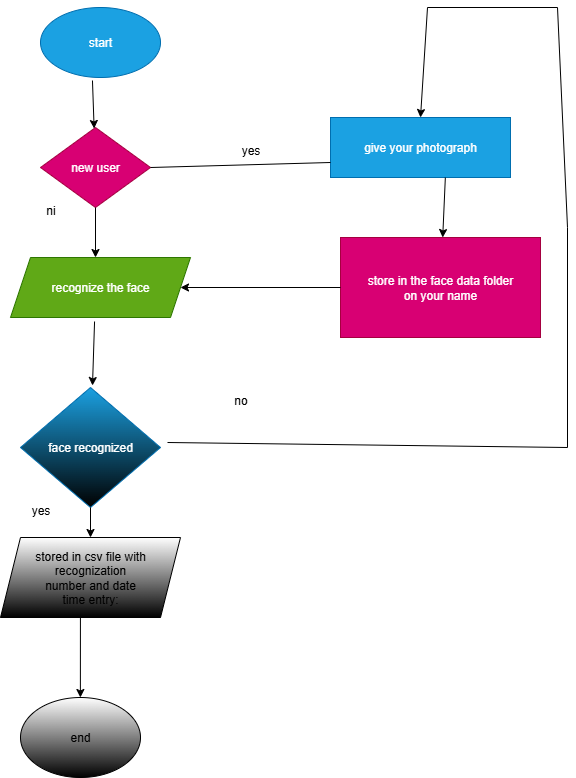 start
new user
yes
give your photograph
ni
recognize the face
store in the face data folder
on your name
no
face recognized
yes
stored in csv file with
recognization
number and date
time entry:
end